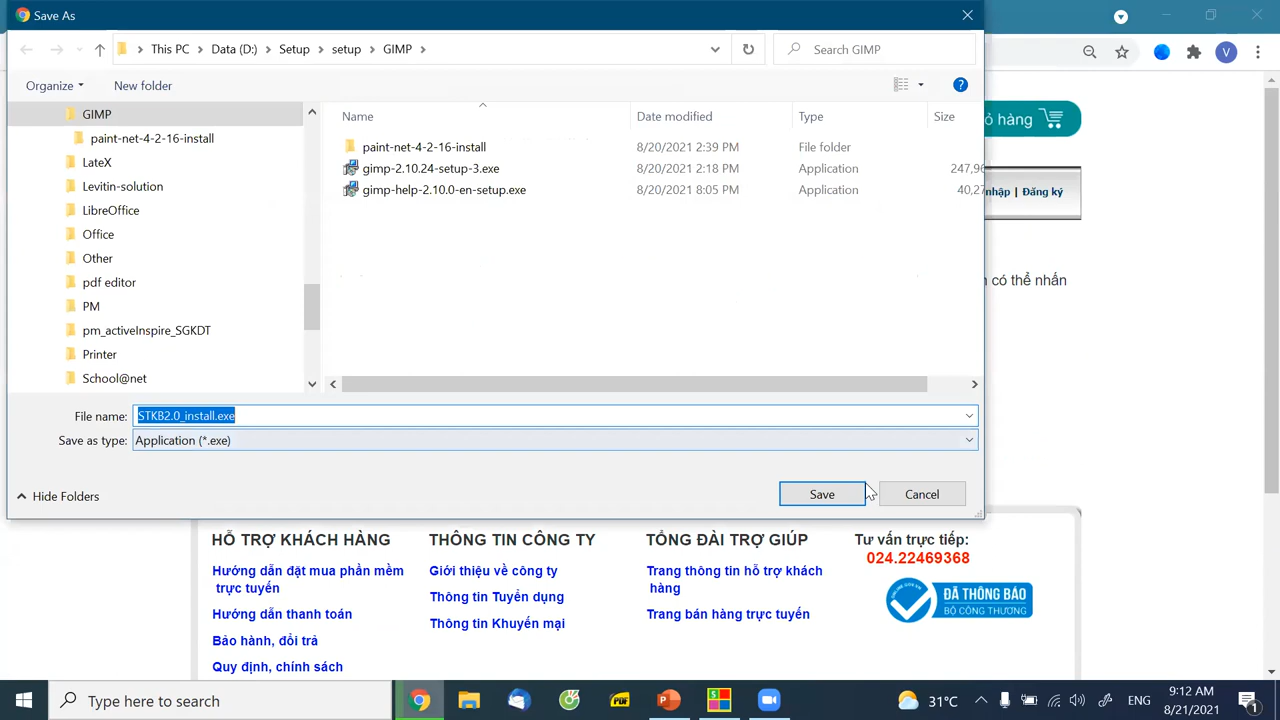 Save As
This PC > Data (D:) > Setup > setup > GIMP >
Search GIMP
V
Organize
New folder
?
GIMP
paint-net-4-2-16-install
LateX
Levitin-solution
LibreOffice
Office
Other
pdf editor
PM
pm_activeInspire_SGKDT
Printer
School@net
Name Date modified Type Size
paint-net-4-2-16-install 8/20/2021 2:39 PM File folder
gimp-2.10.24-setup-3.exe 8/20/2021 2:18 PM Application 247,90
gimp-help-2.10.0-en-setup.exe 8/20/2021 8:05 PM Application 40,27
File name: STKB2.0_install.exe
Save as type: Application (*.exe)
Hide Folders
Save
Cancel
ỏ hàng
nhập | Đăng ký
n có thể nhấn
HỖ TRỢ KHÁCH HÀNG
Hướng dẫn đặt mua phần mềm
trực tuyến
Hướng dẫn thanh toán
Bảo hành, đổi trả
Quy định, chính sách
THÔNG TIN CÔNG TY
Giới thiệu về công ty
Thông tin Tuyển dụng
Thông tin Khuyến mại
TỔNG ĐÀI TRỢ GIÚP
Trang thông tin hỗ trợ khách
hàng
Trang bán hàng trực tuyến
Tư vấn trực tiếp:
024.22469368
ĐÃ THÔNG BÁO
BỘ CÔNG THƯƠNG
Type here to search
PDF
31°C
ENG
9:12 AM
8/21/2021
1